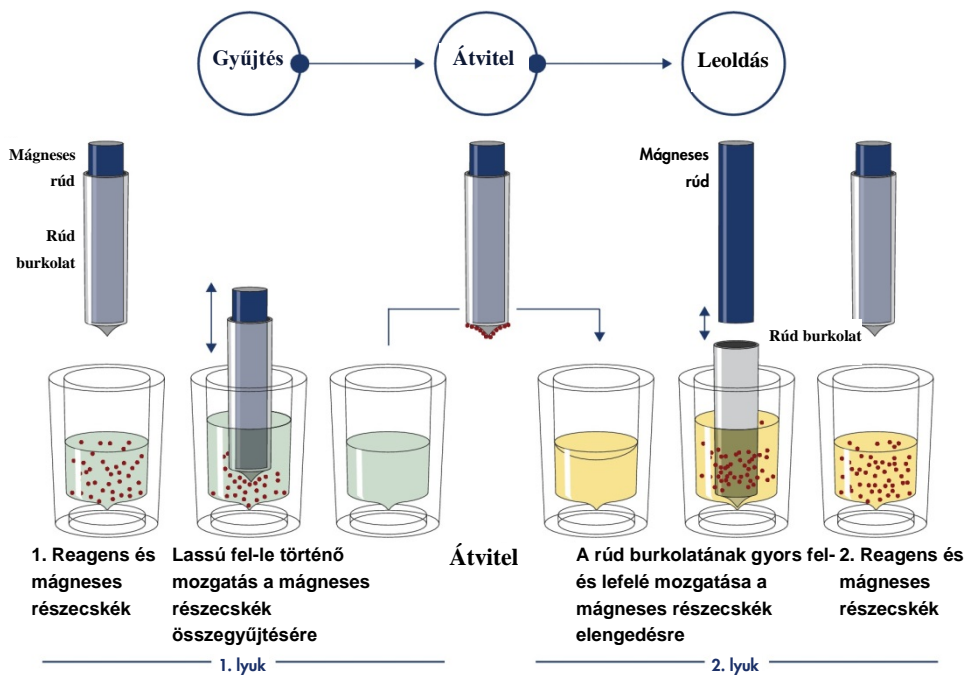 Gyűjtés
Átvitel
Leoldás
Mágneses
rúd
Rúd
burkolat
Mágneses
rúd
Rúd burkolat
1. Reagens és
mágneses
részecskék
Lassú fel-le történő
mozgatás a mágneses
részecskék
összegyűjtésére
Átvitel
A rúd burkolatának gyors fel-
és lefelé mozgatása a
mágneses részecskék
elengedésre
2. Reagens és
mágneses
részecskék
1. lyuk
2. lyuk